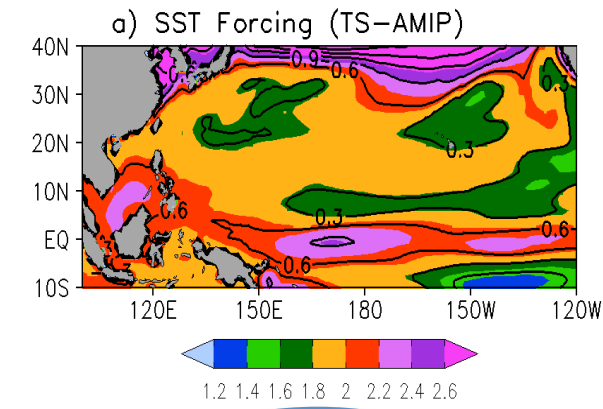 a) SST Forcing (TS-AMIP)
40N
0.9
0.6
0.3
30N
20N
0.3
10N
0.6
0.3
0.6
EQ
0.6
10S
120E 150E 180 150W 120W
1.2 1.4 1.6 1.8 2 2.2 2.4 2.6